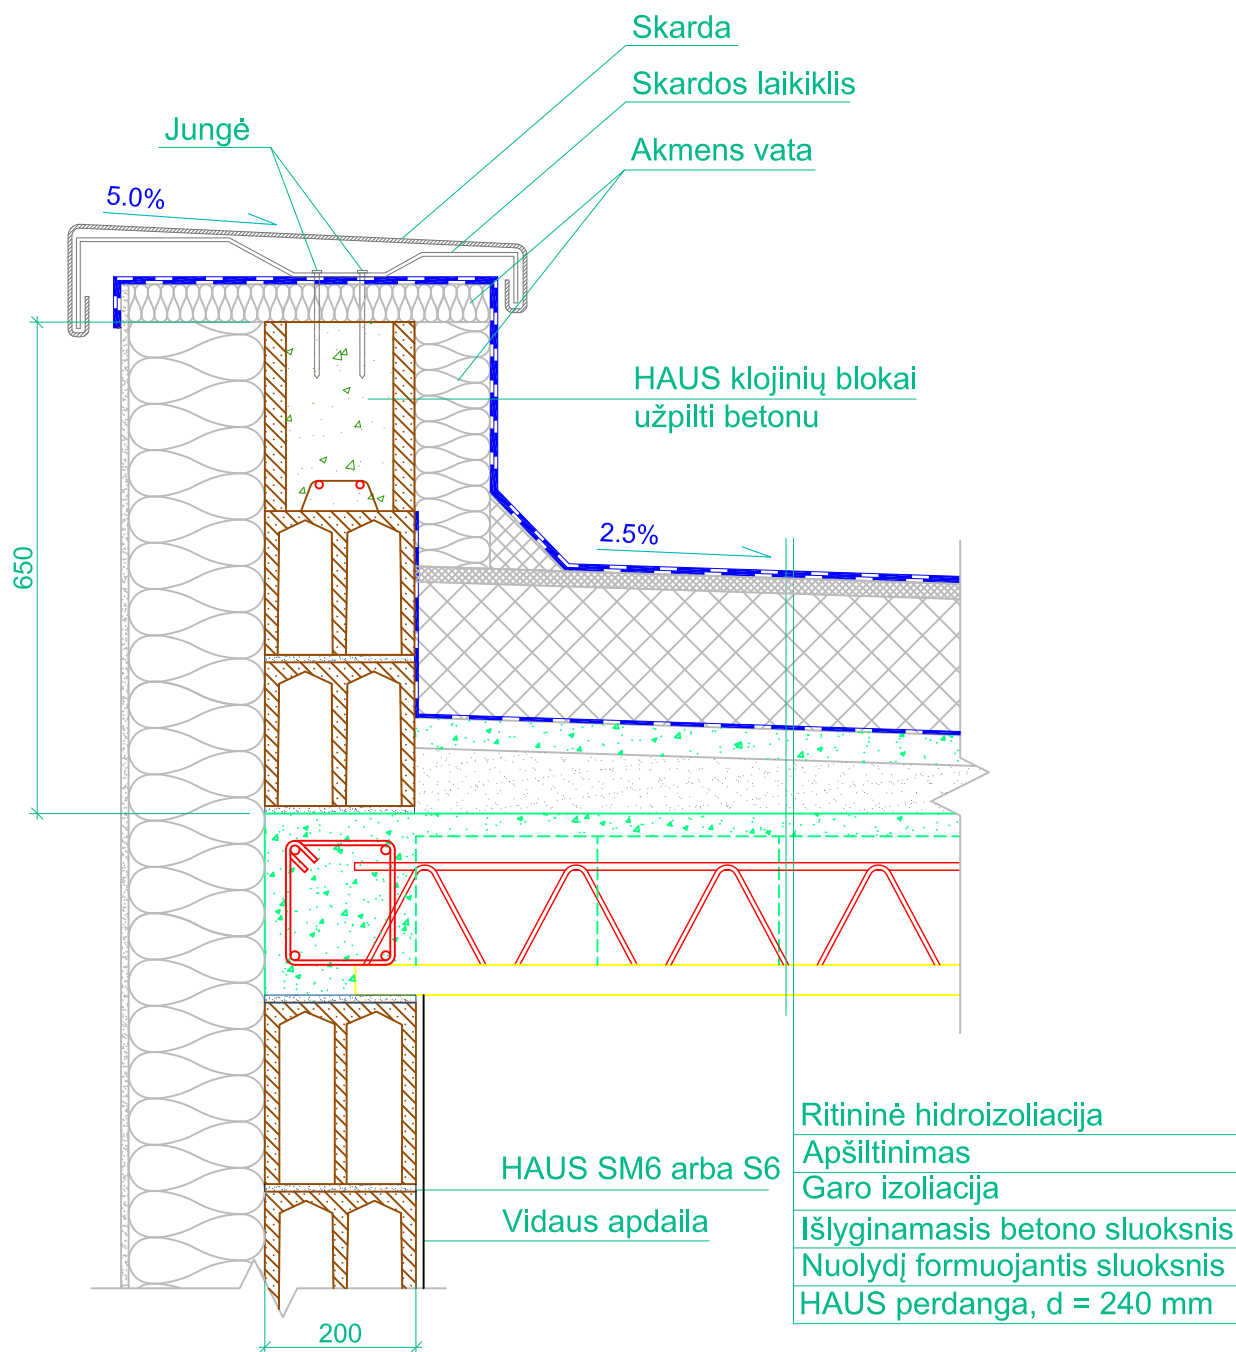 Skarda
Skardos laikiklis
Jungė
Akmens vata
5.0%
HAUS klojinių blokai
užpilti betonu
2.5%
650
Ritininė hidroizoliacija
Apšiltinimas
HAUS SM6 arba S6
Garo izoliacija
Vidaus apdaila
Išlyginamasis betono sluoksnis
Nuolydį formuojantis sluoksnis
HAUS perdanga, d = 240 mm
200